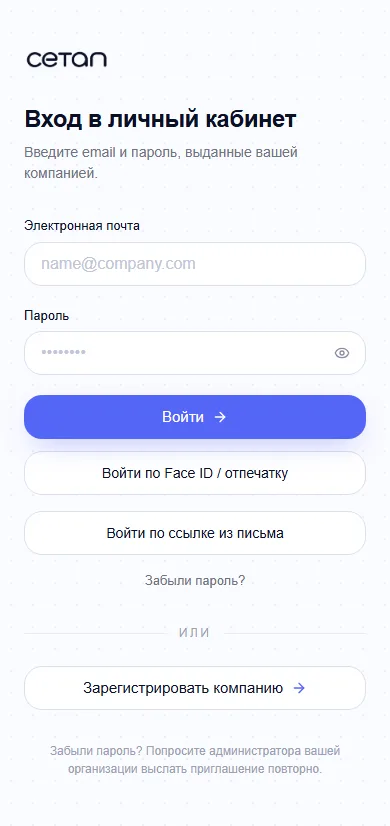 сетап
Вход в личный кабинет
Введите email и пароль, выданные вашей
компанией.
Электронная почта
name@company.com
Пароль
••••••••
Войти →
Войти по Face ID / отпечатку
Войти по ссылке из письма
Забыли пароль?
ИЛИ
Зарегистрировать компанию →
Забыли пароль? Попросите администратора вашей
организации выслать приглашение повторно.